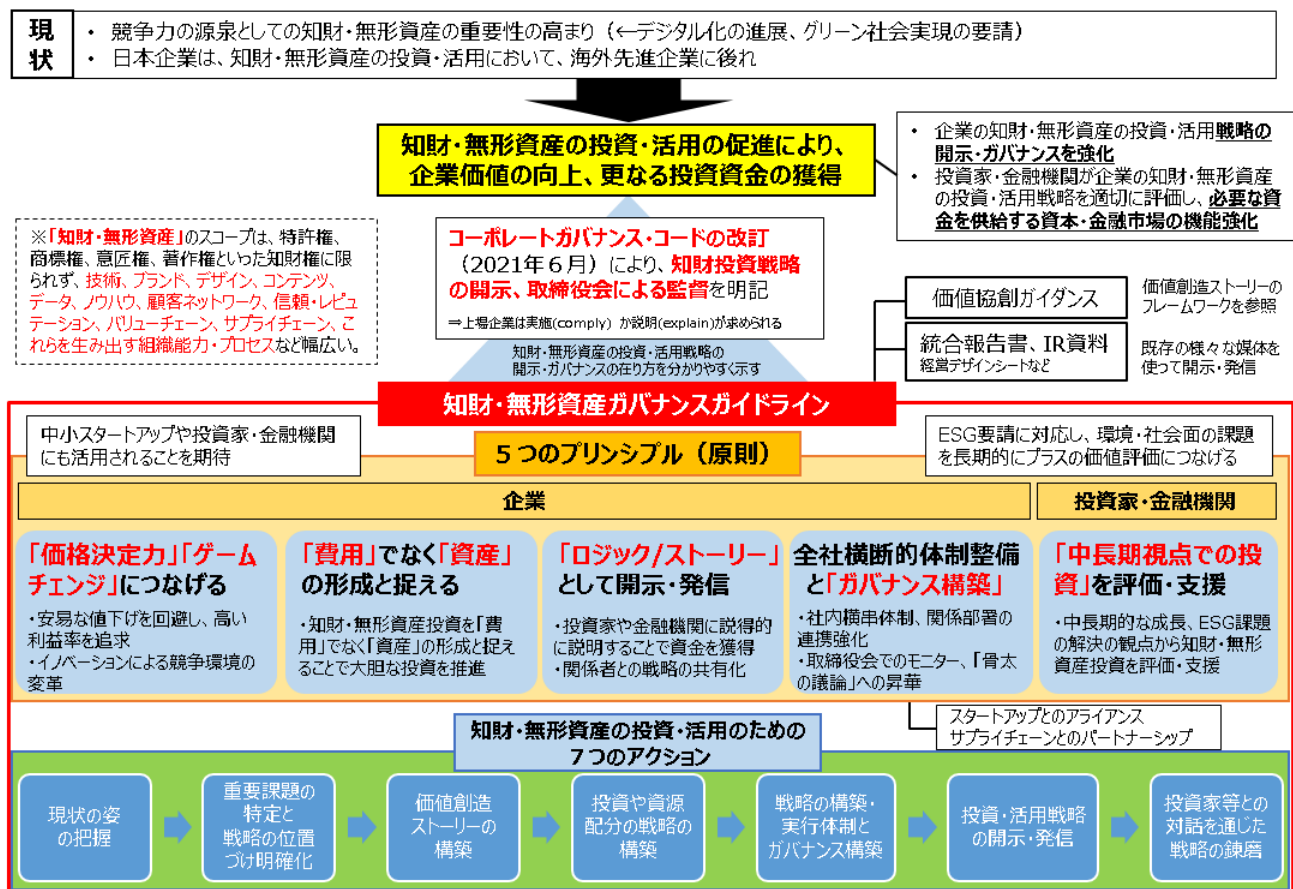 現
状
・ 競争力の源泉としての知財・無形資産の重要性の高まり（←デジタル化の進展、グリーン社会実現の要請）
・ 日本企業は、知財・無形資産の投資・活用において、海外先進企業に後れ
知財・無形資産の投資・活用の促進により、
企業価値の向上、更なる投資資金の獲得
・ 企業の知財・無形資産の投資・活用戦略の
開示・ガバナンスを強化
・ 投資家・金融機関が企業の知財・無形資産
の投資・活用戦略を適切に評価し、必要な資
金を供給する資本・金融市場の機能強化
※「知財・無形資産」のスコープは、特許権、
商標権、意匠権、著作権といった知財権に限
られず、技術、ブランド、デザイン、コンテンツ、
データ、ノウハウ、顧客ネットワーク、信頼・レピュ
テーション、バリューチェーン、サプライチェーン、こ
れらを生み出す組織能力・プロセスなど幅広い。
コーポレートガバナンス・コードの改訂
（2021年６月）により、知財投資戦略
の開示、取締役会による監督を明記
⇒上場企業は実施(comply) か説明(explain)が求められる
知財・無形資産の投資・活用戦略の
開示・ガバナンスの在り方を分かりやすく示す
価値協創ガイダンス
価値創造ストーリーの
フレームワークを参照
統合報告書、IR資料
経営デザインシートなど
既存の様々な媒体を
使って開示・発信
知財・無形資産ガバナンスガイドライン
中小スタートアップや投資家・金融機関
にも活用されることを期待
５つのプリンシプル（原則）
ESG要請に対応し、環境・社会面の課題
を長期的にプラスの価値評価につなげる
企業
投資家・金融機関
「価格決定力」「ゲーム
チェンジ」につなげる
・安易な値下げを回避し、高い
利益率を追求
・イノベーションによる競争環境の
変革
「費用」でなく「資産」
の形成と捉える
・知財・無形資産投資を「費
用」でなく「資産」の形成と捉え
ることで大胆な投資を推進
「ロジック/ストーリー」
として開示・発信
・投資家や金融機関に説得的
に説明することで資金を獲得
・関係者との戦略の共有化
全社横断的体制整備
と「ガバナンス構築」
・社内横串体制、関係部署の
連携強化
・取締役会でのモニター、「骨太
の議論」への昇華
「中長期視点での投
資」を評価・支援
・中長期的な成長、ESG課題
の解決の観点から知財・無形
資産投資を評価・支援
スタートアップとのアライアンス
サプライチェーンとのパートナーシップ
知財・無形資産の投資・活用のための
７つのアクション
現状の姿
の把握
重要課題の
特定と
戦略の位置
づけ明確化
価値創造
ストーリーの
構築
投資や資源
配分の戦略の
構築
戦略の構築・
実行体制と
ガバナンス構築
投資・活用戦略
の開示・発信
投資家等との
対話を通じた
戦略の錬磨